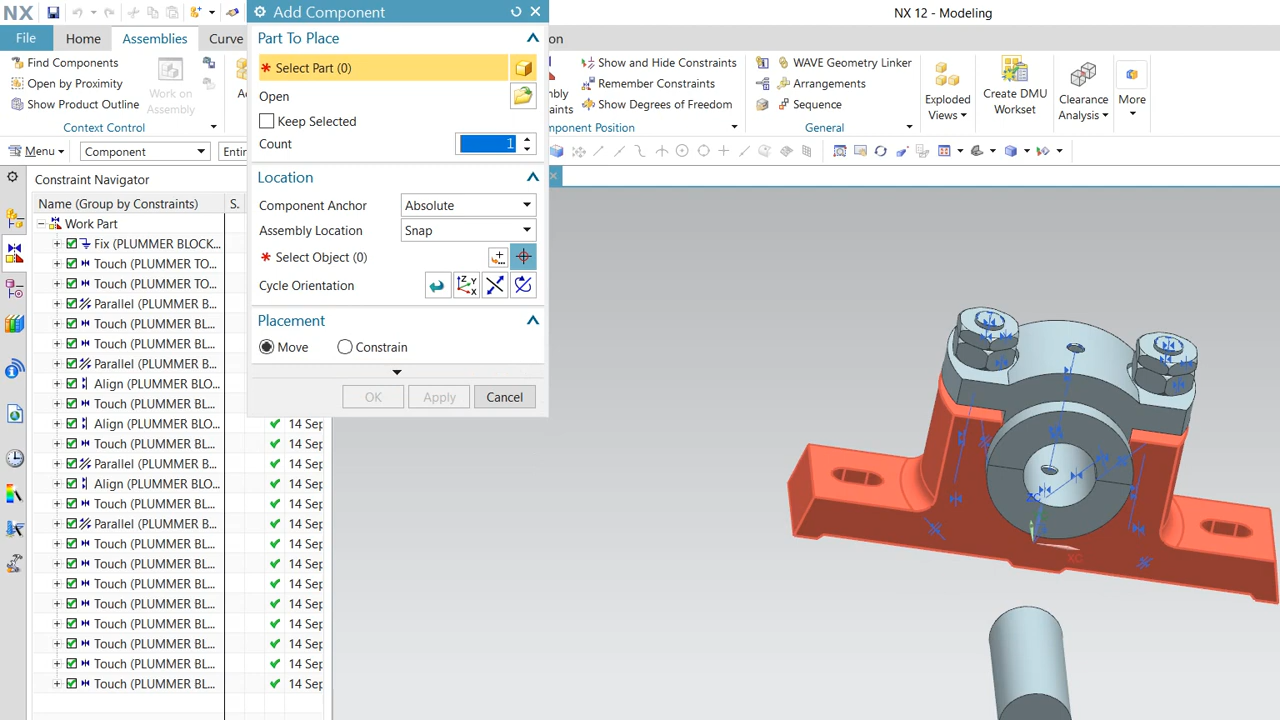 NX
NX 12 - Modeling
Add Component
File
Home
Assemblies
Curve
Find Components
Open by Proximity
Show Product Outline
Work on
Assembly
Context Control
Show and Hide Constraints
Remember Constraints
Show Degrees of Freedom
WAVE Geometry Linker
Arrangements
Sequence
General
Exploded
Views
Create DMU
Workset
Clearance
Analysis
More
Menu
Component
Part To Place
Select Part (0)
Open
Keep Selected
Count
1
Location
Component Anchor
Absolute
Assembly Location
Snap
Select Object (0)
Cycle Orientation
Placement
Move
Constrain
OK
Apply
Cancel
Constraint Navigator
Name (Group by Constraints)
S.
Work Part
Fix (PLUMMER BLOCK...
Touch (PLUMMER TO...
Touch (PLUMMER TO...
Parallel (PLUMMER B...
Touch (PLUMMER BL...
Touch (PLUMMER BL...
Parallel (PLUMMER B...
Align (PLUMMER BLO...
Touch (PLUMMER BL...
Align (PLUMMER BLO...
14 Sep
Touch (PLUMMER BL...
14 Sep
Parallel (PLUMMER B...
14 Sep
Align (PLUMMER BLO...
14 Sep
Touch (PLUMMER BL...
14 Sep
Parallel (PLUMMER B...
14 Sep
Touch (PLUMMER BL...
14 Sep
Touch (PLUMMER BL...
14 Sep
Touch (PLUMMER BL...
14 Sep
Touch (PLUMMER BL...
14 Sep
Touch (PLUMMER BL...
14 Sep
Touch (PLUMMER BL...
14 Sep
Touch (PLUMMER BL...
14 Sep
Touch (PLUMMER BL...
14 Sep
ZC
XC